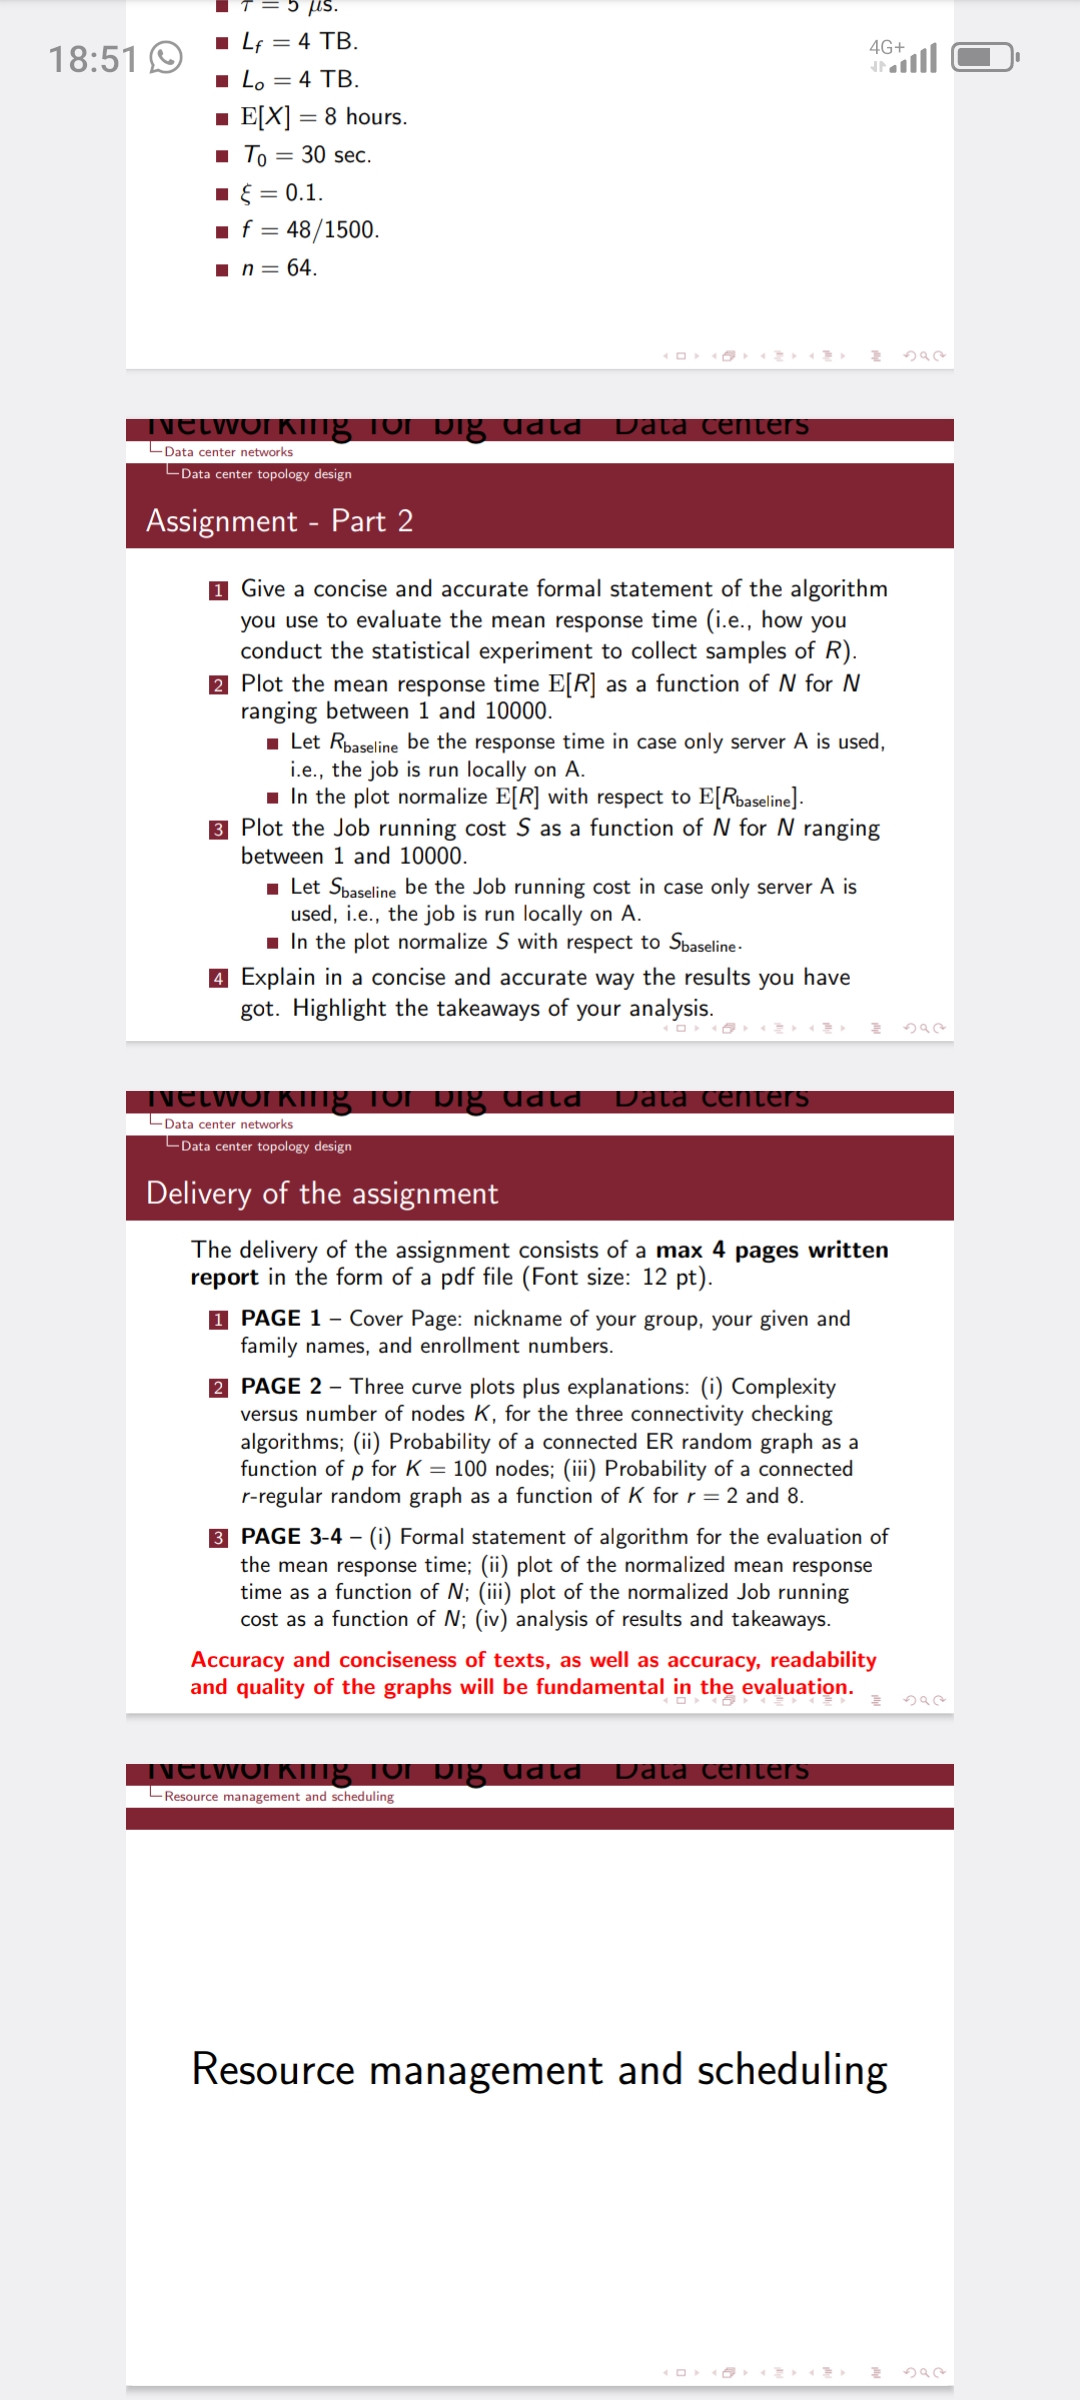 τ = 5 μs.
18:51
4G+
L_f = 4 TB.
L_o = 4 TB.
E[X] = 8 hours.
T_0 = 30 sec.
ξ = 0.1.
f = 48/1500.
n = 64.
Networking for big data Data centers
Data center networks
Data center topology design
Assignment - Part 2
1 Give a concise and accurate formal statement of the algorithm
you use to evaluate the mean response time (i.e., how you
conduct the statistical experiment to collect samples of R).
2 Plot the mean response time E[R] as a function of N for N
ranging between 1 and 10000.
Let R_baseline be the response time in case only server A is used,
i.e., the job is run locally on A.
In the plot normalize E[R] with respect to E[R_baseline].
3 Plot the Job running cost S as a function of N for N ranging
between 1 and 10000.
Let S_baseline be the Job running cost in case only server A is
used, i.e., the job is run locally on A.
In the plot normalize S with respect to S_baseline.
4 Explain in a concise and accurate way the results you have
got. Highlight the takeaways of your analysis.
Networking for big data Data centers
Data center networks
Data center topology design
Delivery of the assignment
The delivery of the assignment consists of a max 4 pages written
report in the form of a pdf file (Font size: 12 pt).
1 PAGE 1 – Cover Page: nickname of your group, your given and
family names, and enrollment numbers.
2 PAGE 2 – Three curve plots plus explanations: (i) Complexity
versus number of nodes K, for the three connectivity checking
algorithms; (ii) Probability of a connected ER random graph as a
function of p for K = 100 nodes; (iii) Probability of a connected
r-regular random graph as a function of K for r = 2 and 8.
3 PAGE 3-4 – (i) Formal statement of algorithm for the evaluation of
the mean response time; (ii) plot of the normalized mean response
time as a function of N; (iii) plot of the normalized Job running
cost as a function of N; (iv) analysis of results and takeaways.
Accuracy and conciseness of texts, as well as accuracy, readability
and quality of the graphs will be fundamental in the evaluation.
Networking for big data Data centers
Resource management and scheduling
Resource management and scheduling